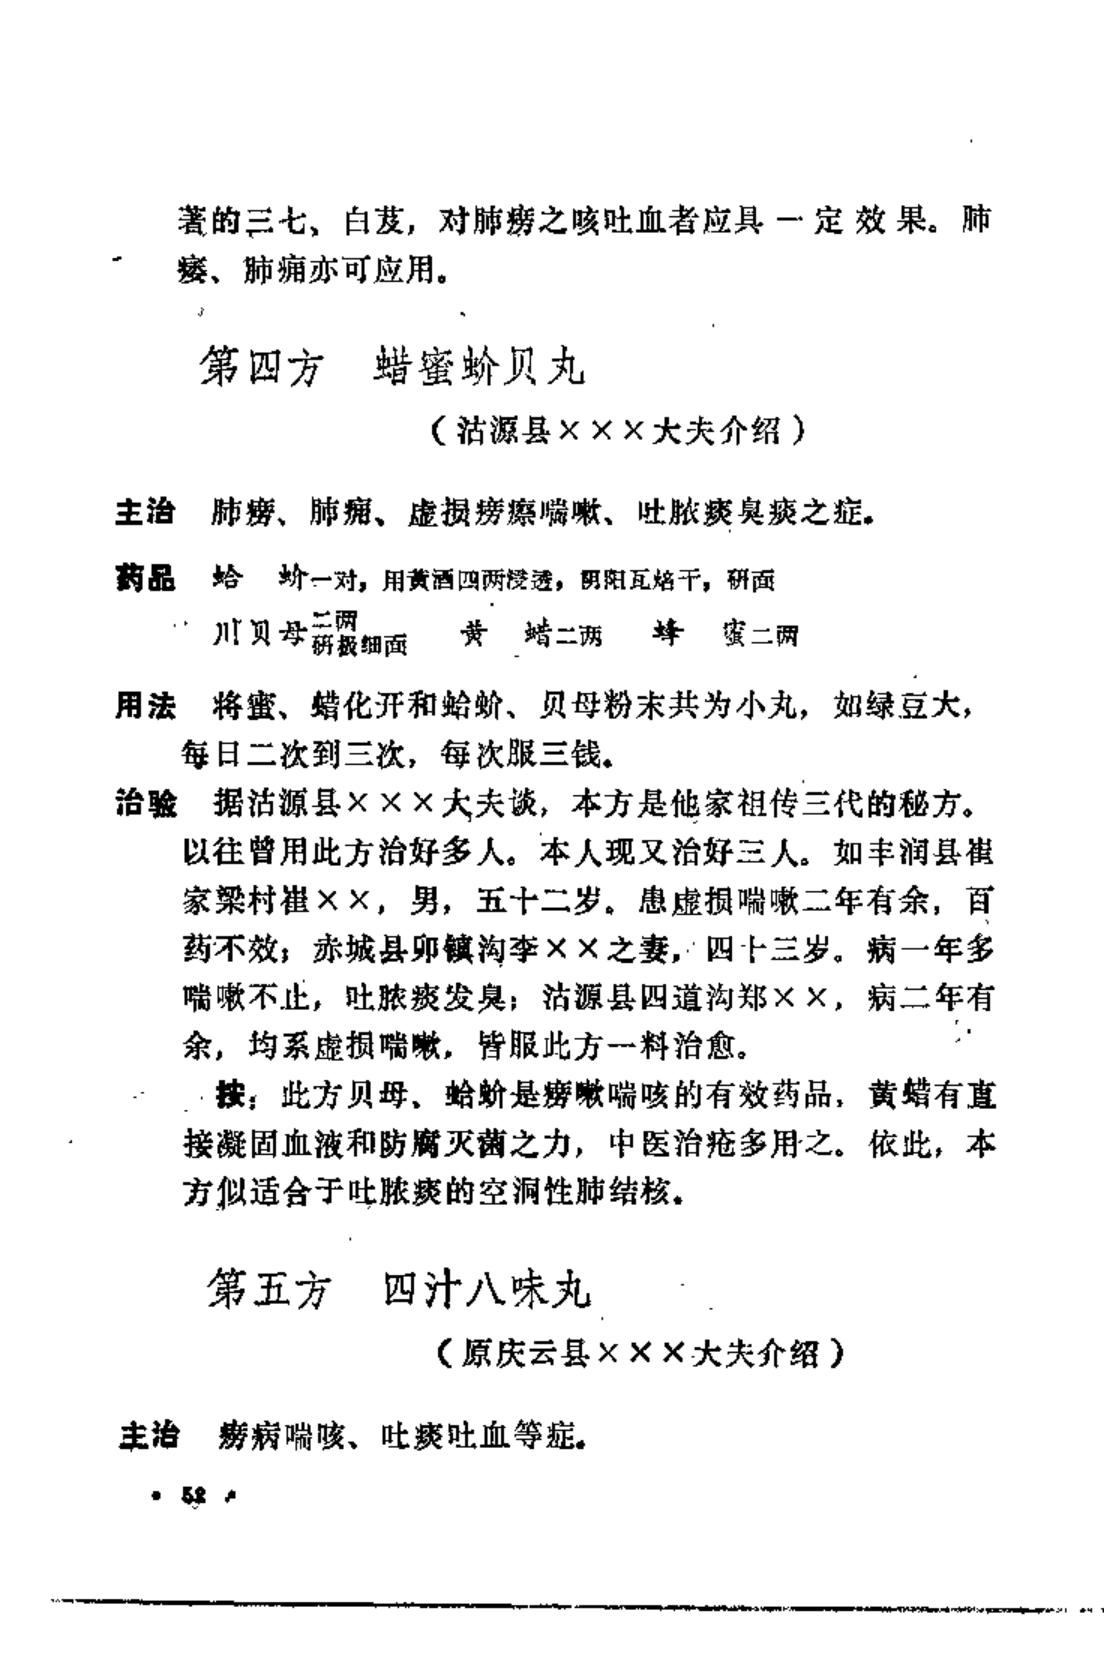 著的三七、白芨，对肺痨之咳吐血者应具一定效果。肺
痿、肺痈亦可应用。
第四方 蜡蜜蚧贝丸
（沽源县×××大夫介绍）
主治 肺痨、肺痈、虚损痨瘵喘嗽、吐脓痰臭痰之症。
药品 蛤 蚧一对，用黄酒四两浸透，阴阳瓦焙干，研面
川贝母二两研极细面 黄 蜡二两 蜂 蜜二两
用法 将蜜、蜡化开和蛤蚧、贝母粉末共为小丸，如绿豆大，
每日二次到三次，每次服三钱。
治验 据沽源县×××大夫谈，本方是他家祖传三代的秘方。
以往曾用此方治好多人。本人现又治好三人。如丰润县崔
家梁村崔××，男，五十二岁。患虚损喘嗽二年有余，百
药不效；赤城县卯镇沟李××之妻，四十三岁。病一年多
喘嗽不止，吐脓痰发臭；沽源县四道沟郑××，病二年有
余，均系虚损喘嗽，皆服此方一料治愈。
按：此方贝母、蛤蚧是痨嗽喘咳的有效药品，黄蜡有直
接凝固血液和防腐灭菌之力，中医治疮多用之。依此，本
方似适合于吐脓痰的空洞性肺结核。
第五方 四汁八味丸
（原庆云县×××大夫介绍）
主治 痨病喘咳、吐痰吐血等症。
• 52 •